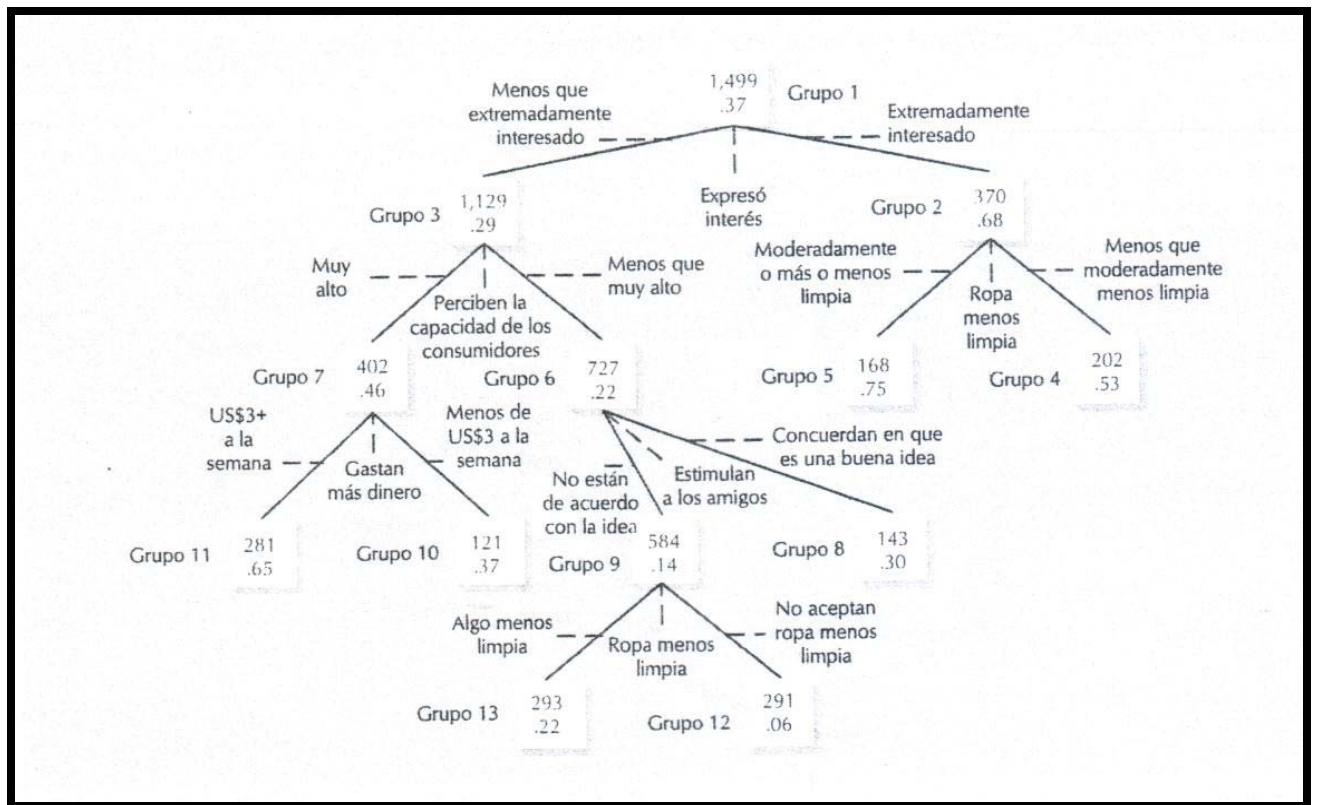 1,499
.37
Grupo 1
Menos que
extremadamente
interesado
Extremadamente
interesado
Expresó
interés
Grupo 3
1,129
.29
Grupo 2
370
.68
Muy
alto
Perciben la
capacidad de los
consumidores
Menos que
muy alto
Moderadamente
o más o menos
limpia
Ropa
menos
limpia
Menos que
moderadamente
menos limpia
Grupo 7
402
.46
Grupo 6
727
.22
Grupo 5
168
.75
Grupo 4
202
.53
US$3+
a la
semana
Gastan
más dinero
Menos de
US$3 a la
semana
No están
de acuerdo
con la idea
Estimulan
a los amigos
Concuerdan en que
es una buena idea
Grupo 11
281
.65
Grupo 10
121
.37
Grupo 9
584
.14
Grupo 8
143
.30
Algo menos
limpia
Ropa menos
limpia
No aceptan
ropa menos
limpia
Grupo 13
293
.22
Grupo 12
291
.06